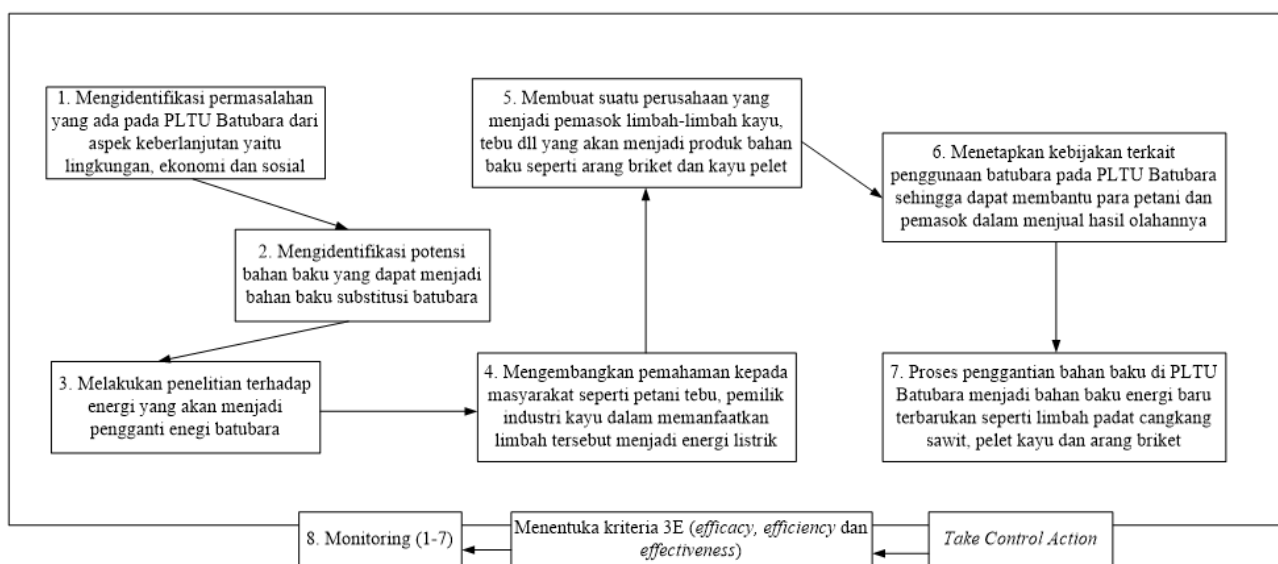 1. Mengidentifikasi permasalahan
yang ada pada PLTU Batubara dari
aspek keberlanjutan yaitu
lingkungan, ekonomi dan sosial
2. Mengidentifikasi potensi
bahan baku yang dapat menjadi
bahan baku substitusi batubara
3. Melakukan penelitian terhadap
energi yang akan menjadi
pengganti enegi batubara
4. Mengembangkan pemahaman kepada
masyarakat seperti petani tebu, pemilik
industri kayu dalam memanfaatkan
limbah tersebut menjadi energi listrik
5. Membuat suatu perusahaan yang
menjadi pemasok limbah-limbah kayu,
tebu dll yang akan menjadi produk bahan
baku seperti arang briket dan kayu pelet
6. Menetapkan kebijakan terkait
penggunaan batubara pada PLTU Batubara
sehingga dapat membantu para petani dan
pemasok dalam menjual hasil olahannya
7. Proses penggantian bahan baku di PLTU
Batubara menjadi bahan baku energi baru
terbarukan seperti limbah padat cangkang
sawit, pelet kayu dan arang briket
8. Monitoring (1-7)
Menentuka kriteria 3E (efficacy, efficiency dan
effectiveness)
Take Control Action